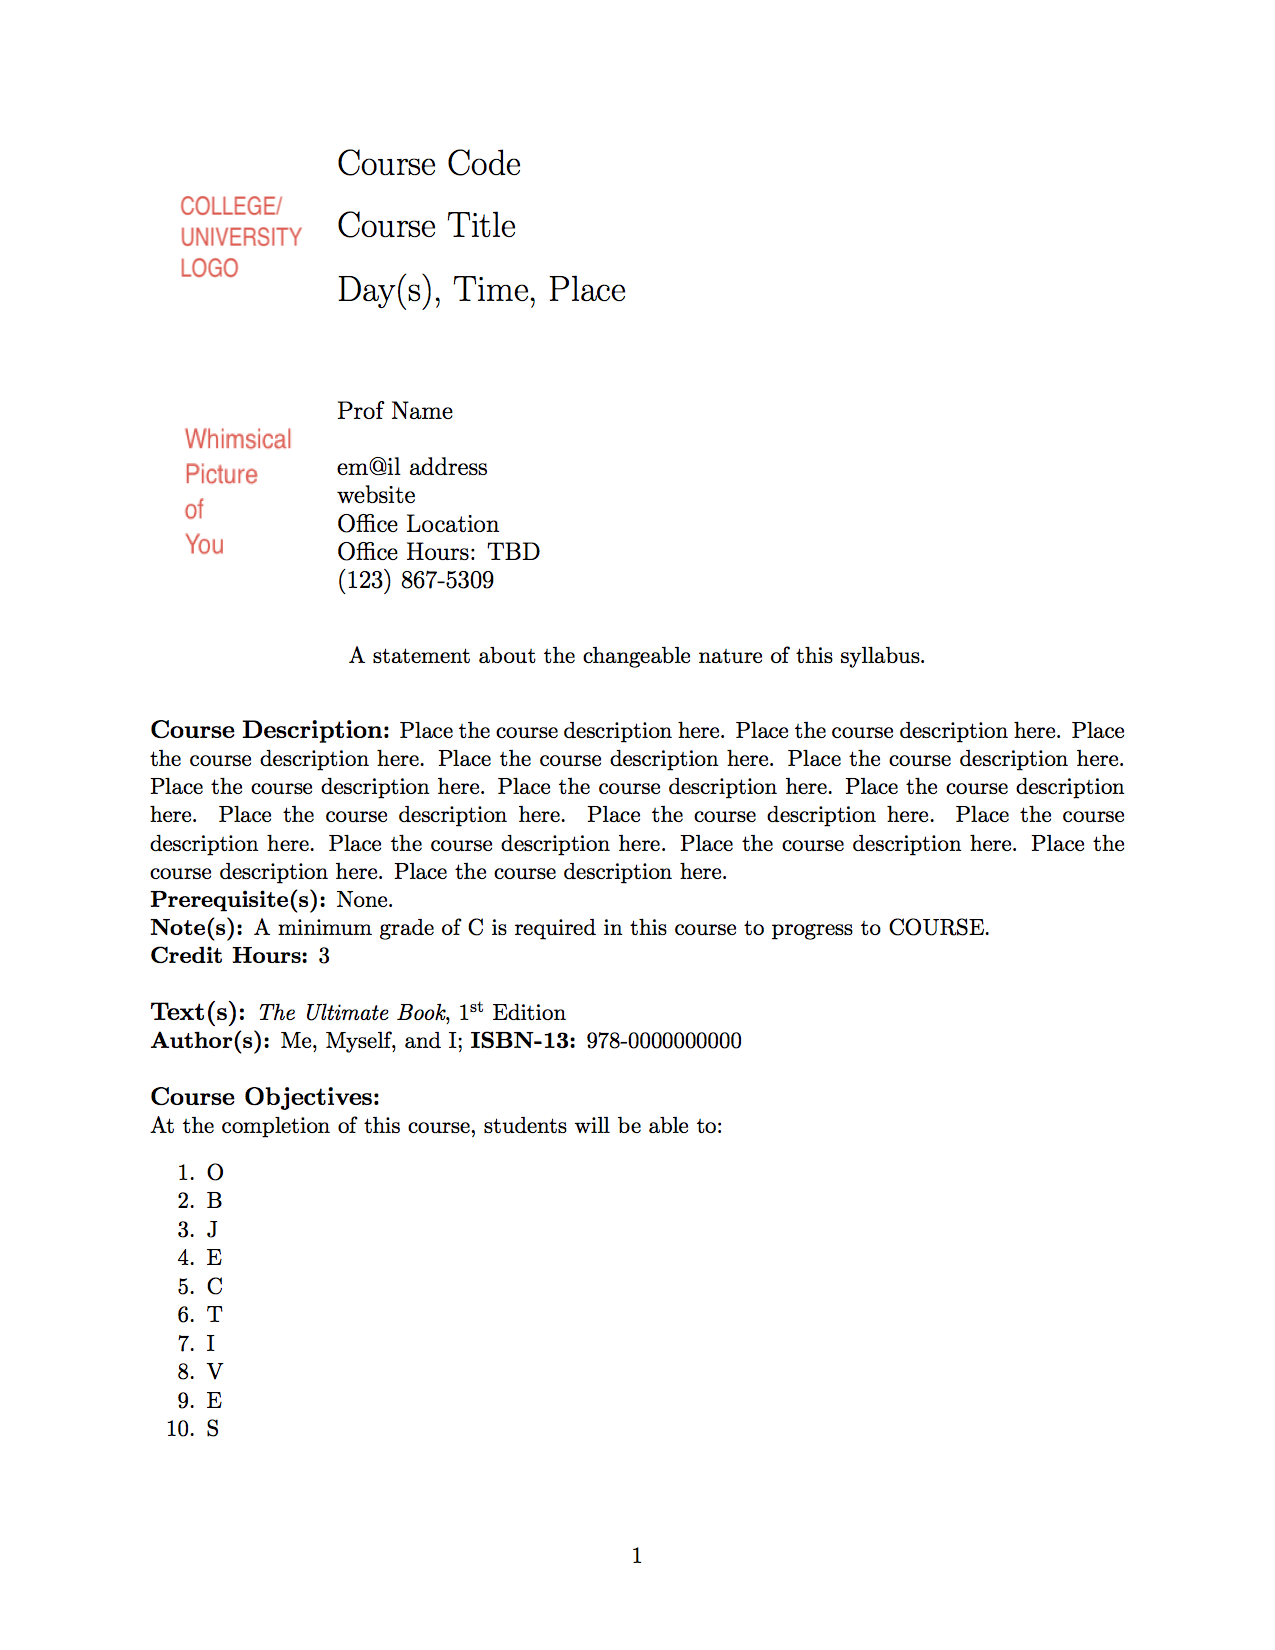 COLLEGE/
UNIVERSITY
LOGO
Course Code
Course Title
Day(s), Time, Place
Whimsical
Picture
of
You
Prof Name
em@il address
website
Office Location
Office Hours: TBD
(123) 867-5309
A statement about the changeable nature of this syllabus.
Course Description: Place the course description here. Place the course description here. Place
the course description here. Place the course description here. Place the course description here.
Place the course description here. Place the course description here. Place the course description
here. Place the course description here. Place the course description here. Place the course
description here. Place the course description here. Place the course description here. Place the
course description here. Place the course description here.
Prerequisite(s): None.
Note(s): A minimum grade of C is required in this course to progress to COURSE.
Credit Hours: 3
Text(s): The Ultimate Book, 1st Edition
Author(s): Me, Myself, and I; ISBN-13: 978-0000000000
Course Objectives:
At the completion of this course, students will be able to:
1. O
2. B
3. J
4. E
5. C
6. T
7. I
8. V
9. E
10. S
1